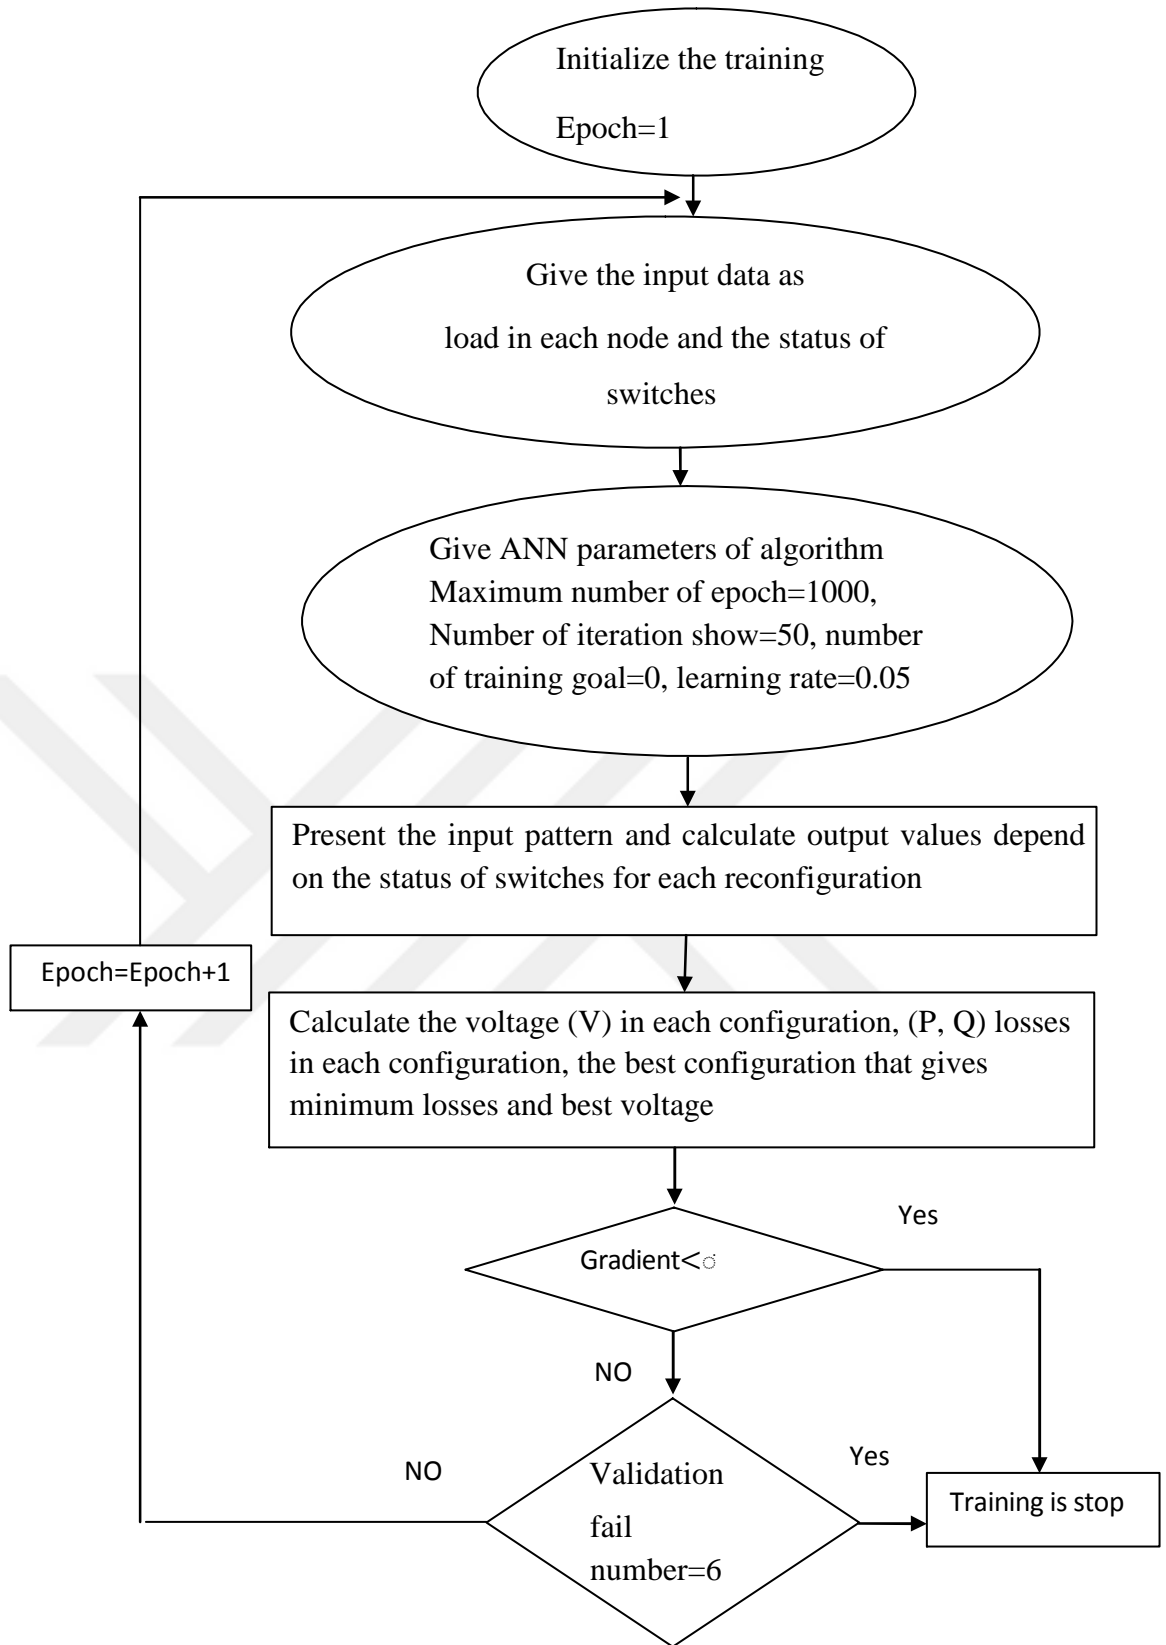 Initialize the training
Epoch=1
Give the input data as
load in each node and the status of
switches
Give ANN parameters of algorithm
Maximum number of epoch=1000,
Number of iteration show=50, number
of training goal=0, learning rate=0.05
Present the input pattern and calculate output values depend
on the status of switches for each reconfiguration
Epoch=Epoch+1
Calculate the voltage (V) in each configuration, (P, Q) losses
in each configuration, the best configuration that gives
minimum losses and best voltage
Yes
Gradient<
NO
NO
Yes
Validation
fail
number=6
Training is stop